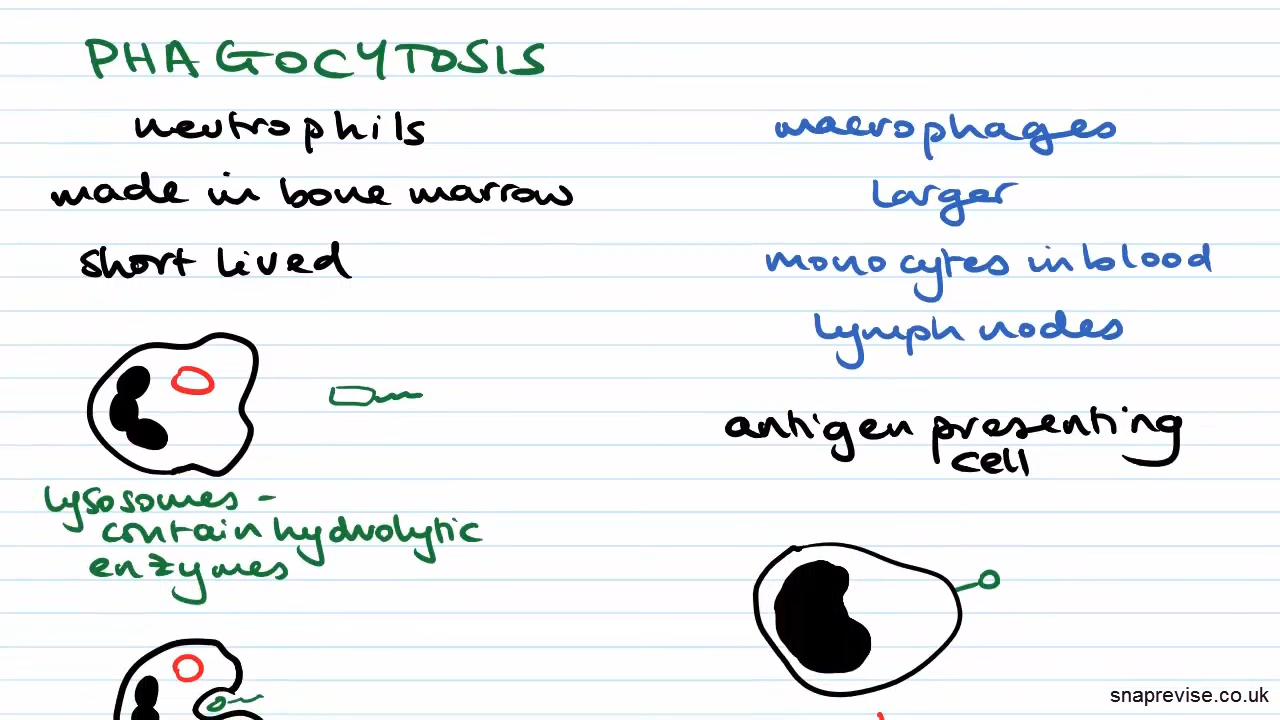 PHAGOCYTOSIS
neutrophils
made in bone marrow
short lived
lysosomes -
contain hydrolytic
enzymes
macrophages
larger
monocytes in blood
lymph nodes
antigen presenting
cell
snaprevise.co.uk